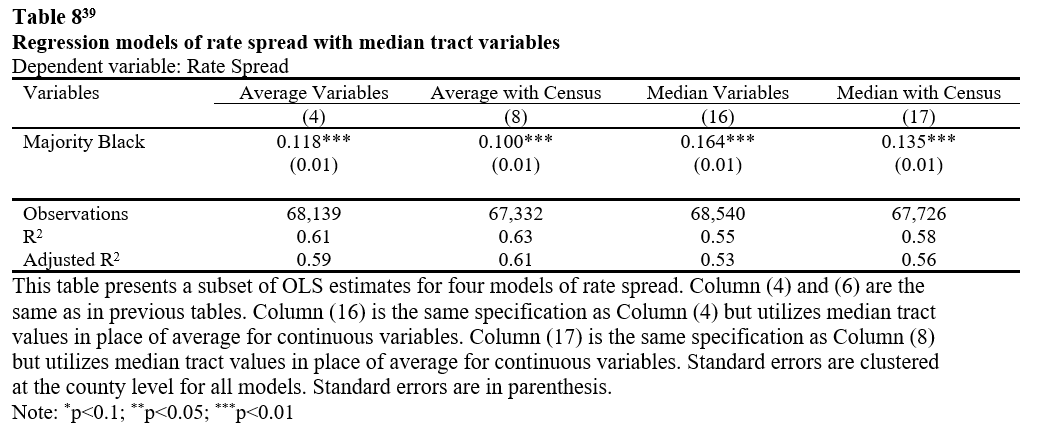 Table 8³⁹
Regression models of rate spread with median tract variables
Dependent variable: Rate Spread
Variables Average Variables Average with Census Median Variables Median with Census
(4) (8) (16) (17)
Majority Black 0.118*** 0.100*** 0.164*** 0.135***
(0.01) (0.01) (0.01) (0.01)
Observations 68,139 67,332 68,540 67,726
R² 0.61 0.63 0.55 0.58
Adjusted R² 0.59 0.61 0.53 0.56
This table presents a subset of OLS estimates for four models of rate spread. Column (4) and (6) are the
same as in previous tables. Column (16) is the same specification as Column (4) but utilizes median tract
values in place of average for continuous variables. Column (17) is the same specification as Column (8)
but utilizes median tract values in place of average for continuous variables. Standard errors are clustered
at the county level for all models. Standard errors are in parenthesis.
Note: *p<0.1; **p<0.05; ***p<0.01